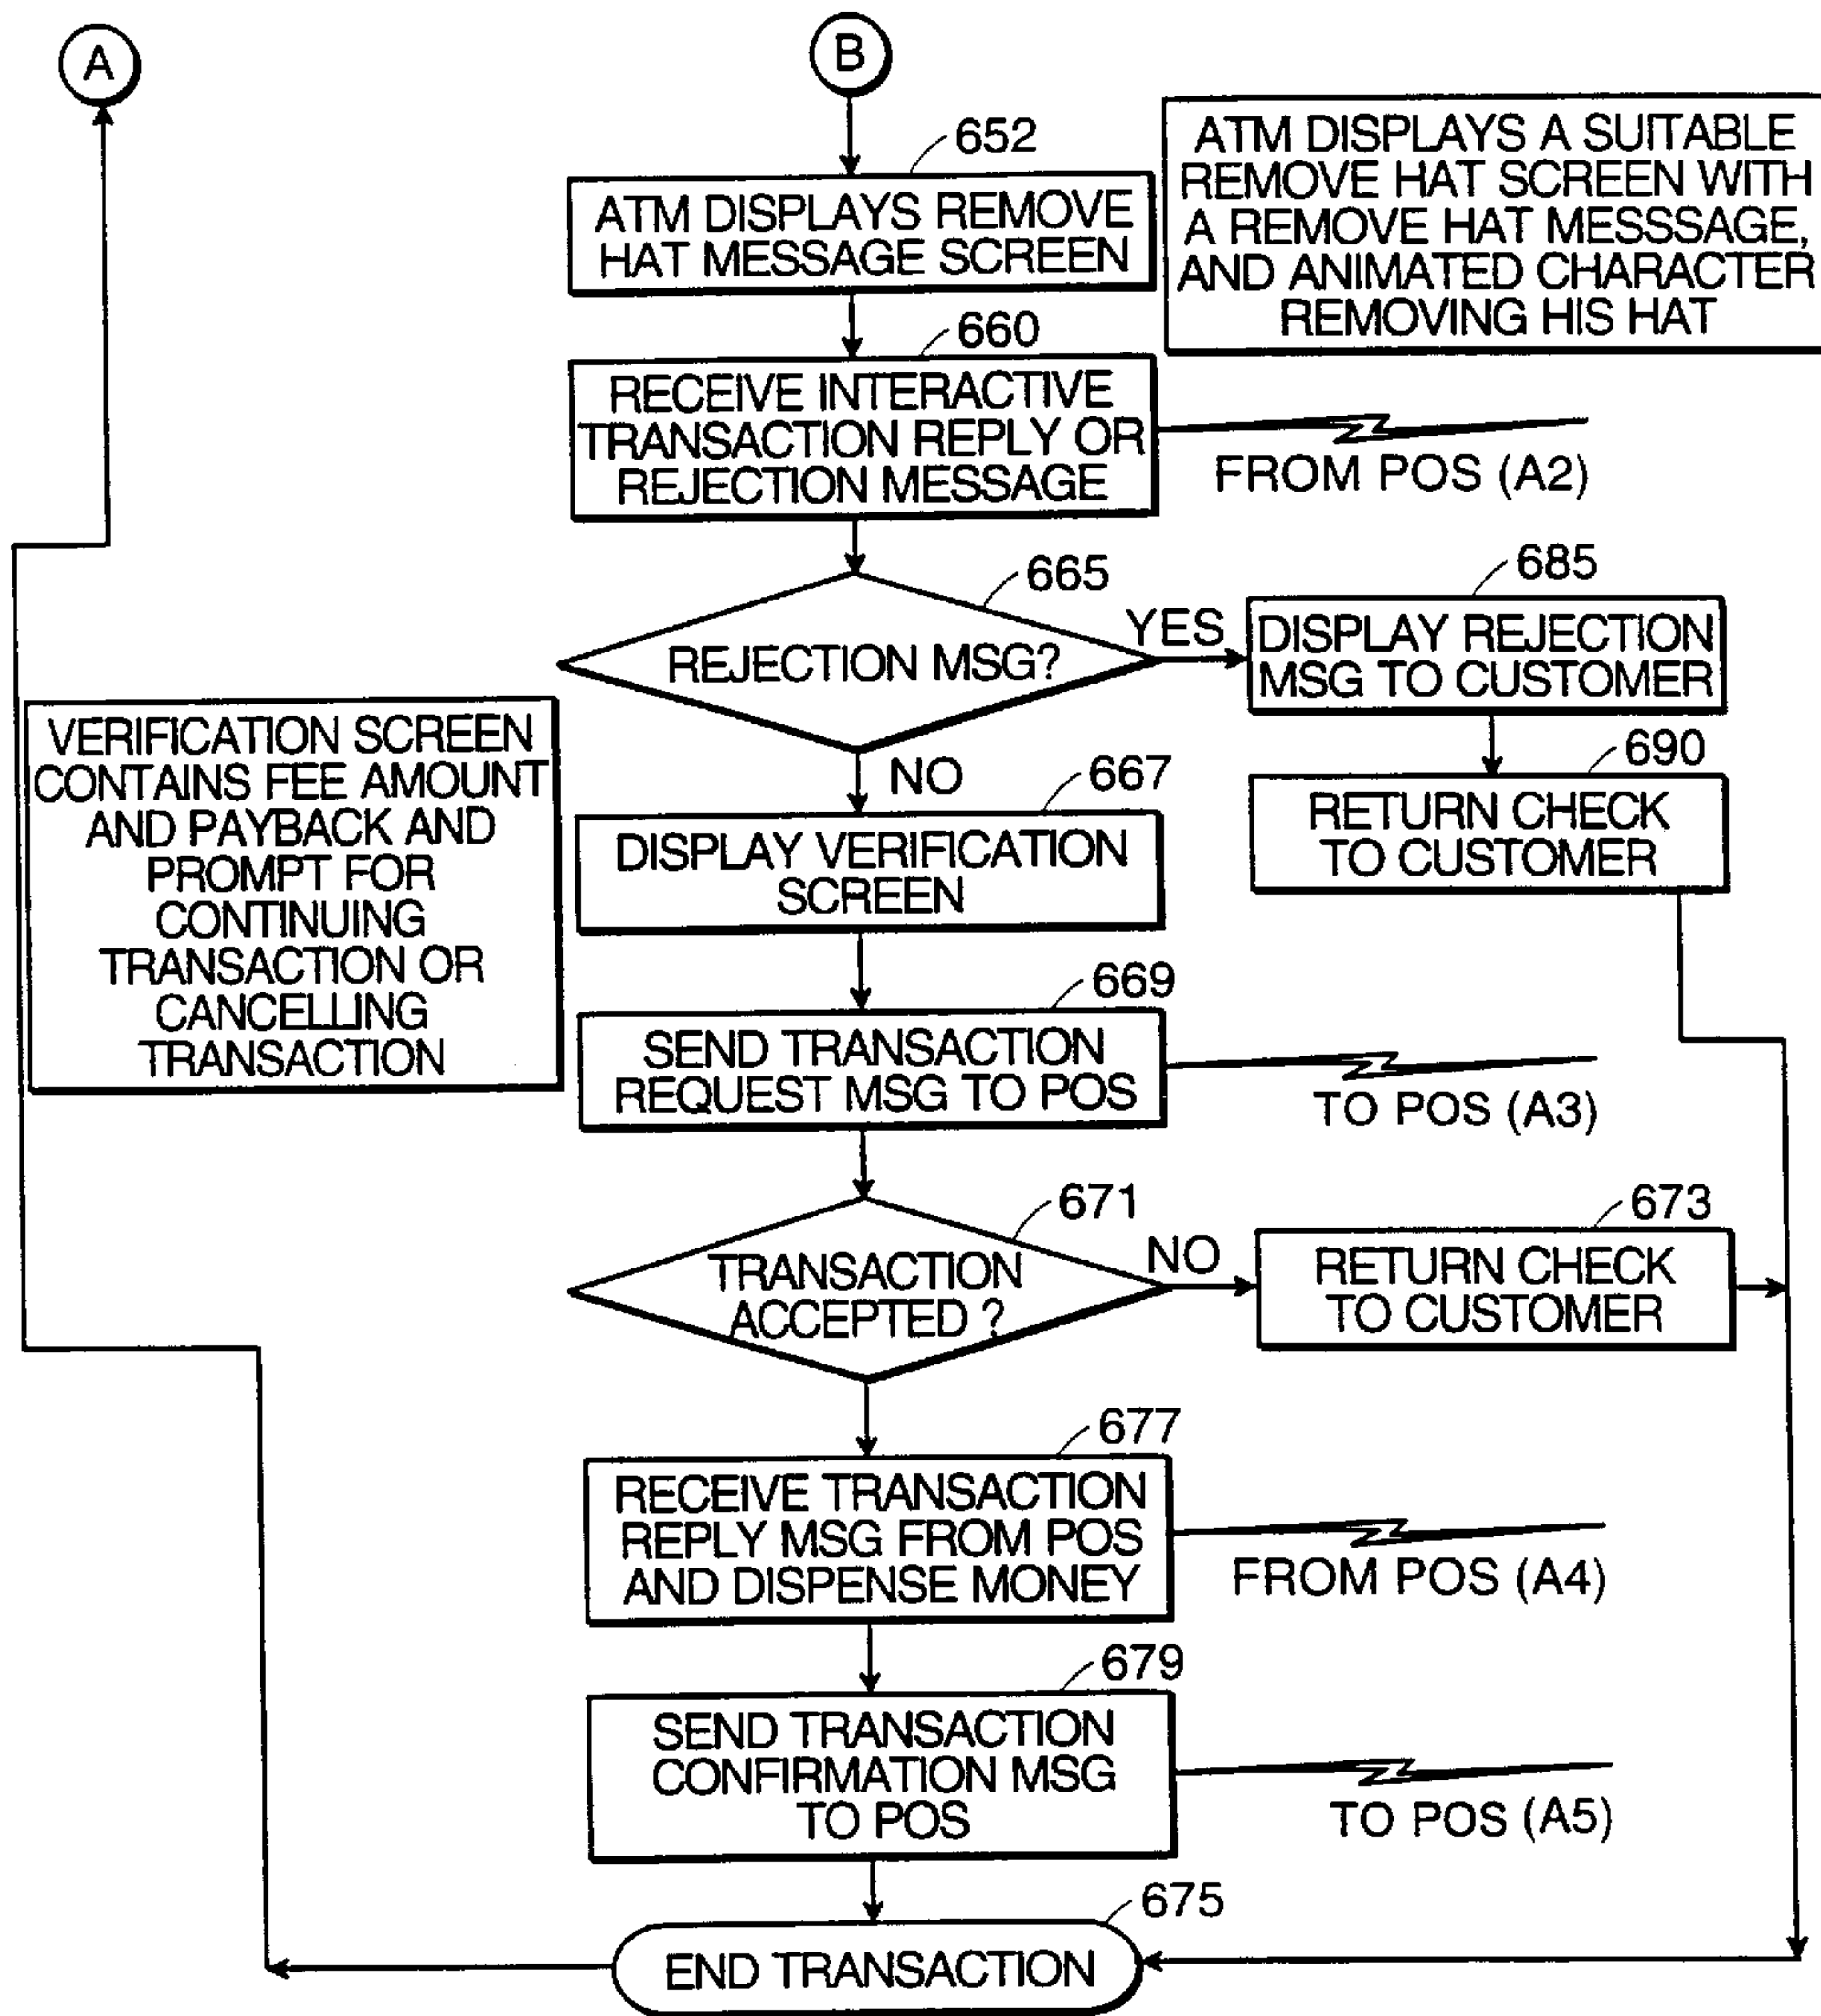 A
B
652
ATM DISPLAYS REMOVE
HAT MESSAGE SCREEN
ATM DISPLAYS A SUITABLE
REMOVE HAT SCREEN WITH
A REMOVE HAT MESSSAGE,
AND ANIMATED CHARACTER
REMOVING HIS HAT
660
RECEIVE INTERACTIVE
TRANSACTION REPLY OR
REJECTION MESSAGE
FROM POS (A2)
665
REJECTION MSG?
YES
685
DISPLAY REJECTION
MSG TO CUSTOMER
690
RETURN CHECK
TO CUSTOMER
VERIFICATION SCREEN
CONTAINS FEE AMOUNT
AND PAYBACK AND
PROMPT FOR
CONTINUING
TRANSACTION OR
CANCELLING
TRANSACTION
NO
667
DISPLAY VERIFICATION
SCREEN
669
SEND TRANSACTION
REQUEST MSG TO POS
TO POS (A3)
671
TRANSACTION
ACCEPTED ?
NO
673
RETURN CHECK
TO CUSTOMER
677
RECEIVE TRANSACTION
REPLY MSG FROM POS
AND DISPENSE MONEY
FROM POS (A4)
679
SEND TRANSACTION
CONFIRMATION MSG
TO POS
TO POS (A5)
675
END TRANSACTION